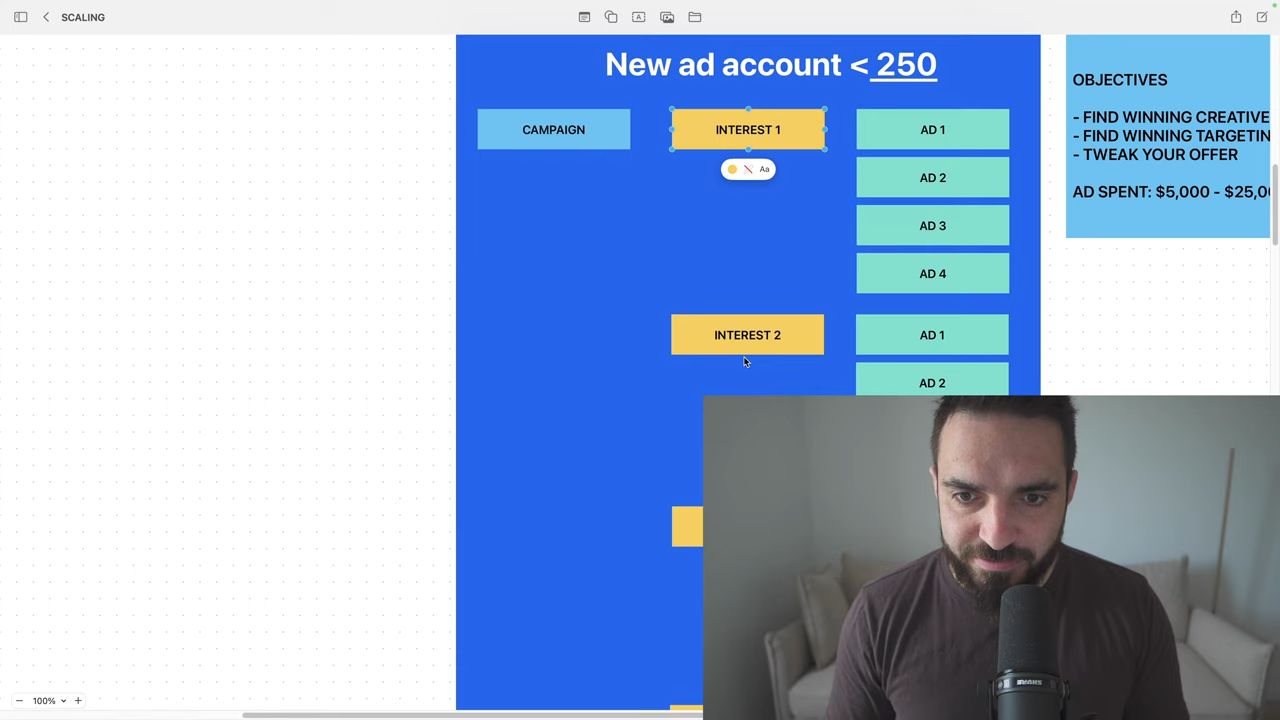 SCALING
New ad account < 250
CAMPAIGN
INTEREST 1
AD 1
Aa
AD 2
AD 3
AD 4
INTEREST 2
AD 1
AD 2
OBJECTIVES
- FIND WINNING CREATIVE
- FIND WINNING TARGETIN
- TWEAK YOUR OFFER
AD SPENT: $5,000 - $25,0
100%